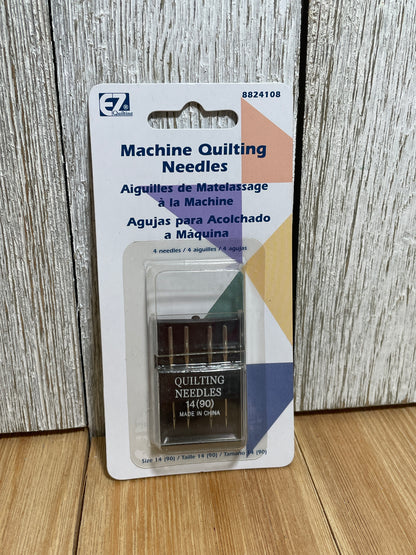 EZ®
Quilting
8824108
Machine Quilting
Needles
Aiguilles de Matelassage
à la Machine
Agujas para Acolchado
a Máquina
4 needles / 4 aiguilles / 4 agujas
QUILTING
NEEDLES
14(90)
MADE IN CHINA
Size 14 (90) / Taille 14 (90) / Tamaño 14 (90)